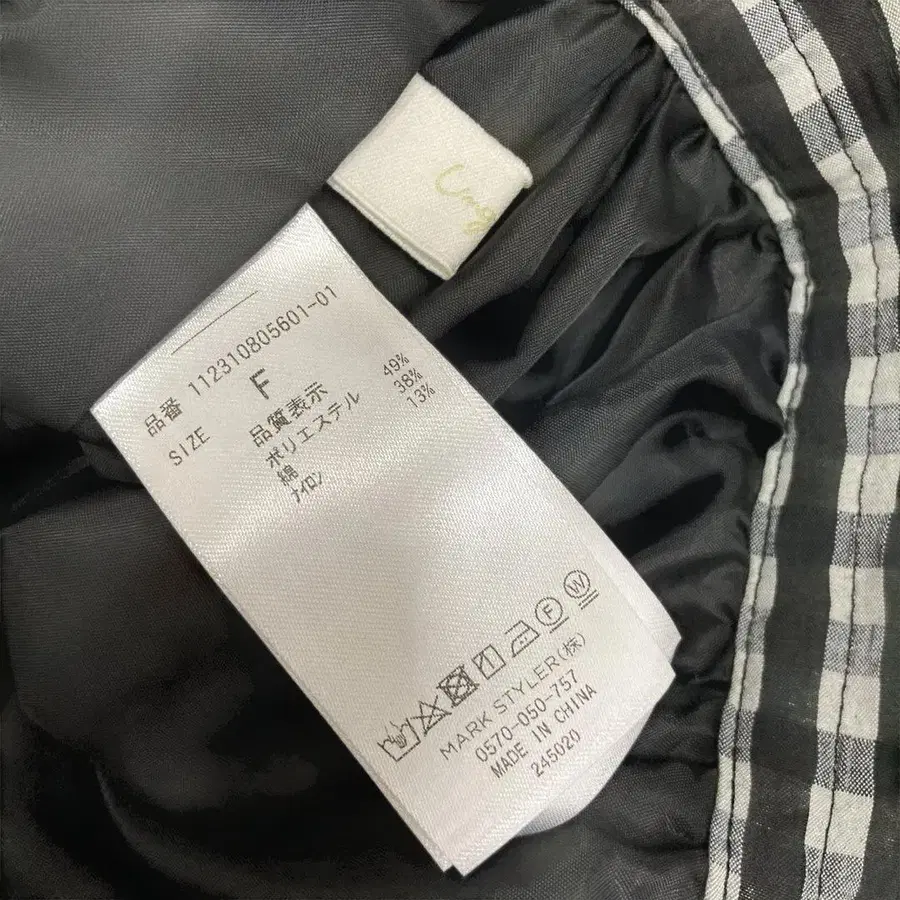 品番 112310805601-01
SIZE F
品質表示
ポリエステル 49%
綿 38%
ナイロン 13%
MARK STYLER(株)
0570-050-757
MADE IN CHINA
245020